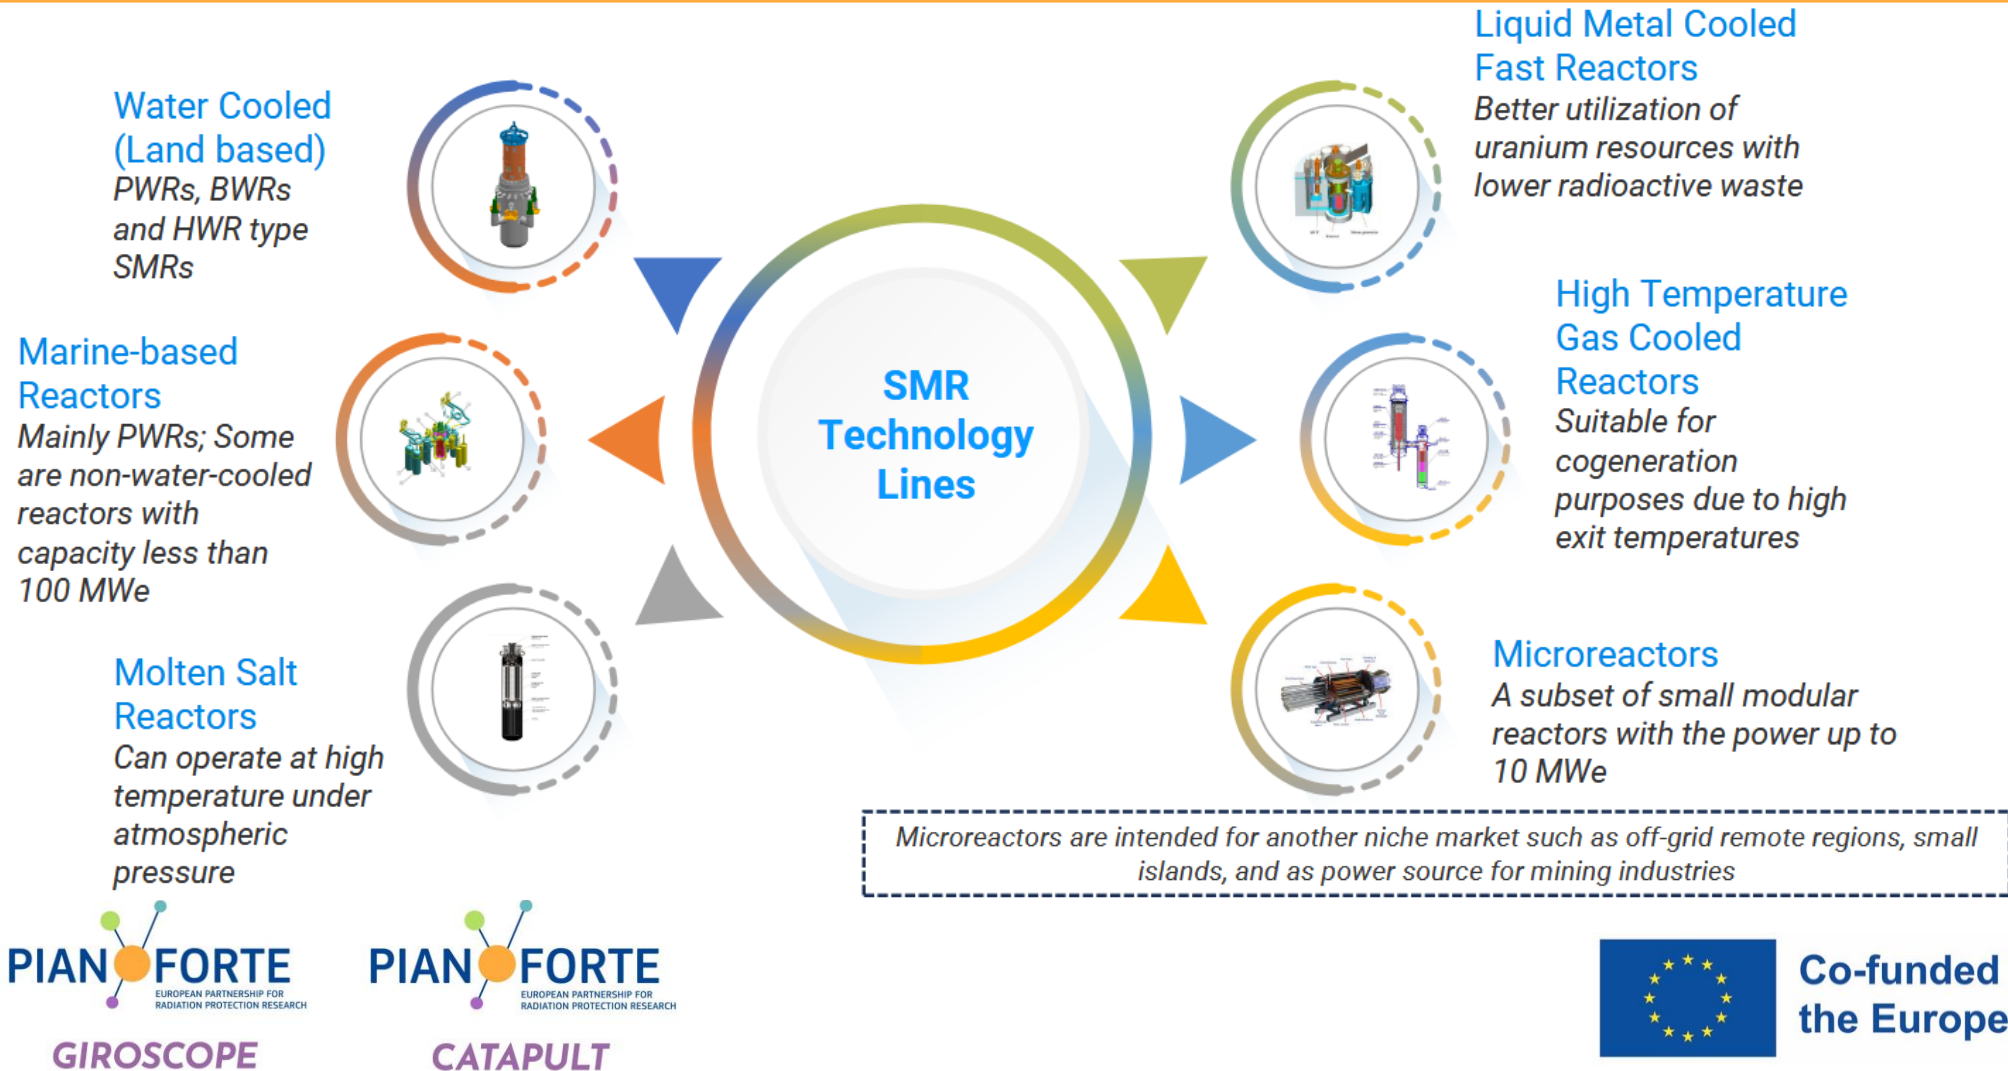 Water Cooled
(Land based)
PWRs, BWRs
and HWR type
SMRs
Marine-based
Reactors
Mainly PWRs; Some
are non-water-cooled
reactors with
capacity less than
100 MWe
Molten Salt
Reactors
Can operate at high
temperature under
atmospheric
pressure
SMR
Technology
Lines
Liquid Metal Cooled
Fast Reactors
Better utilization of
uranium resources with
lower radioactive waste
High Temperature
Gas Cooled
Reactors
Suitable for
cogeneration
purposes due to high
exit temperatures
Microreactors
A subset of small modular
reactors with the power up to
10 MWe
Microreactors are intended for another niche market such as off-grid remote regions, small
islands, and as power source for mining industries
PIANOFORTE
EUROPEAN PARTNERSHIP FOR
RADIATION PROTECTION RESEARCH
GIROSCOPE
PIANOFORTE
EUROPEAN PARTNERSHIP FOR
RADIATION PROTECTION RESEARCH
CATAPULT
Co-funded
the Europe